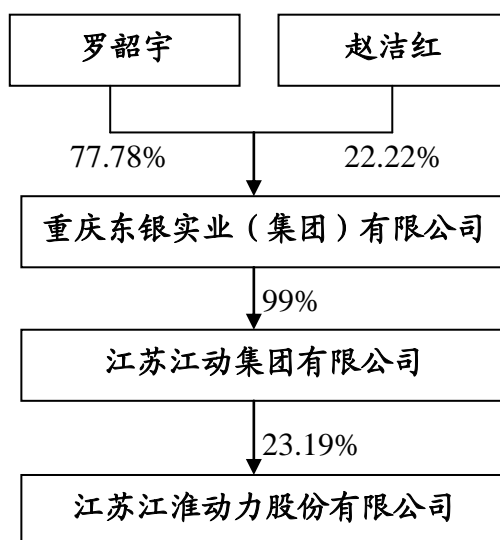 罗韶宇
赵洁红
77.78%
22.22%
重庆东银实业（集团）有限公司
99%
江苏江动集团有限公司
23.19%
江苏江淮动力股份有限公司